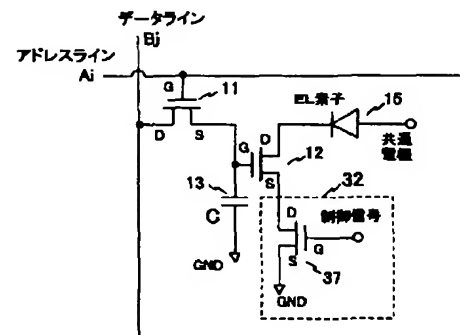 データライン
Bj
アドレスライン
Ai
G
11
D
S
EL素子
15
共通
電極
G
D
12
S
13
C
GND
32
D
制御信号
G
S
37
GND